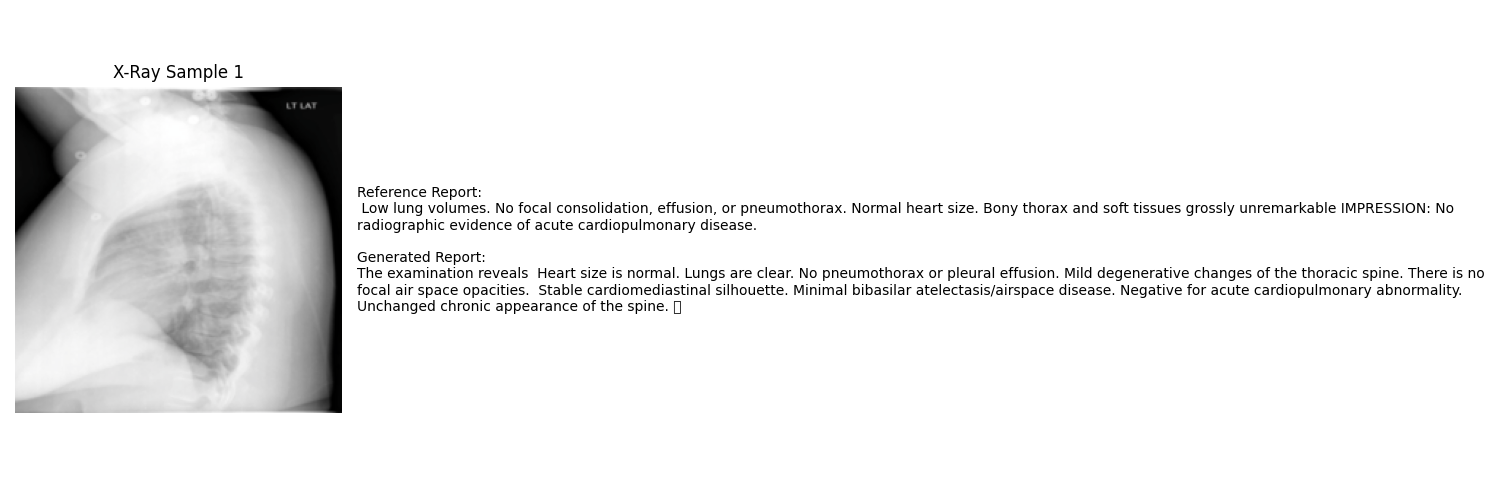 X-Ray Sample 1
LT LAT
Reference Report:
Low lung volumes. No focal consolidation, effusion, or pneumothorax. Normal heart size. Bony thorax and soft tissues grossly unremarkable IMPRESSION: No
radiographic evidence of acute cardiopulmonary disease.
Generated Report:
The examination reveals  Heart size is normal. Lungs are clear. No pneumothorax or pleural effusion. Mild degenerative changes of the thoracic spine. There is no
focal air space opacities.  Stable cardiomediastinal silhouette. Minimal bibasilar atelectasis/airspace disease. Negative for acute cardiopulmonary abnormality.
Unchanged chronic appearance of the spine.